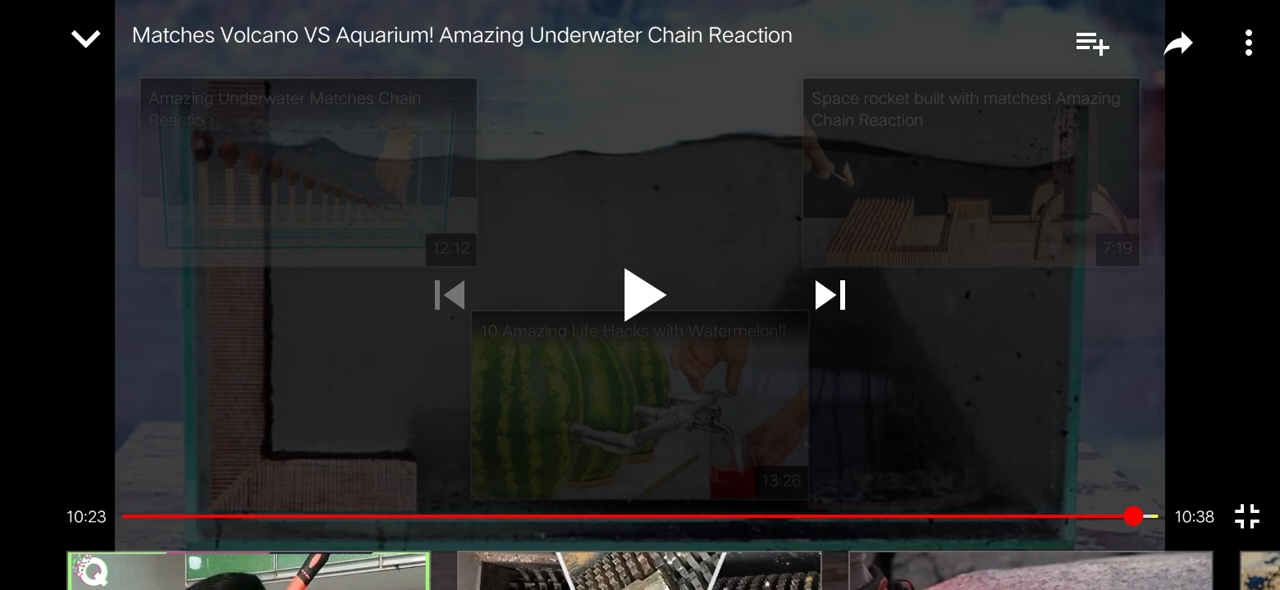 Matches Volcano VS Aquarium! Amazing Underwater Chain Reaction
Amazing Underwater Matches Chain
Reaction
12:12
Space rocket built with matches! Amazing
Chain Reaction
7:19
10 Amazing Life Hacks with Watermelon!!
13:26
10:23
10:38
Q